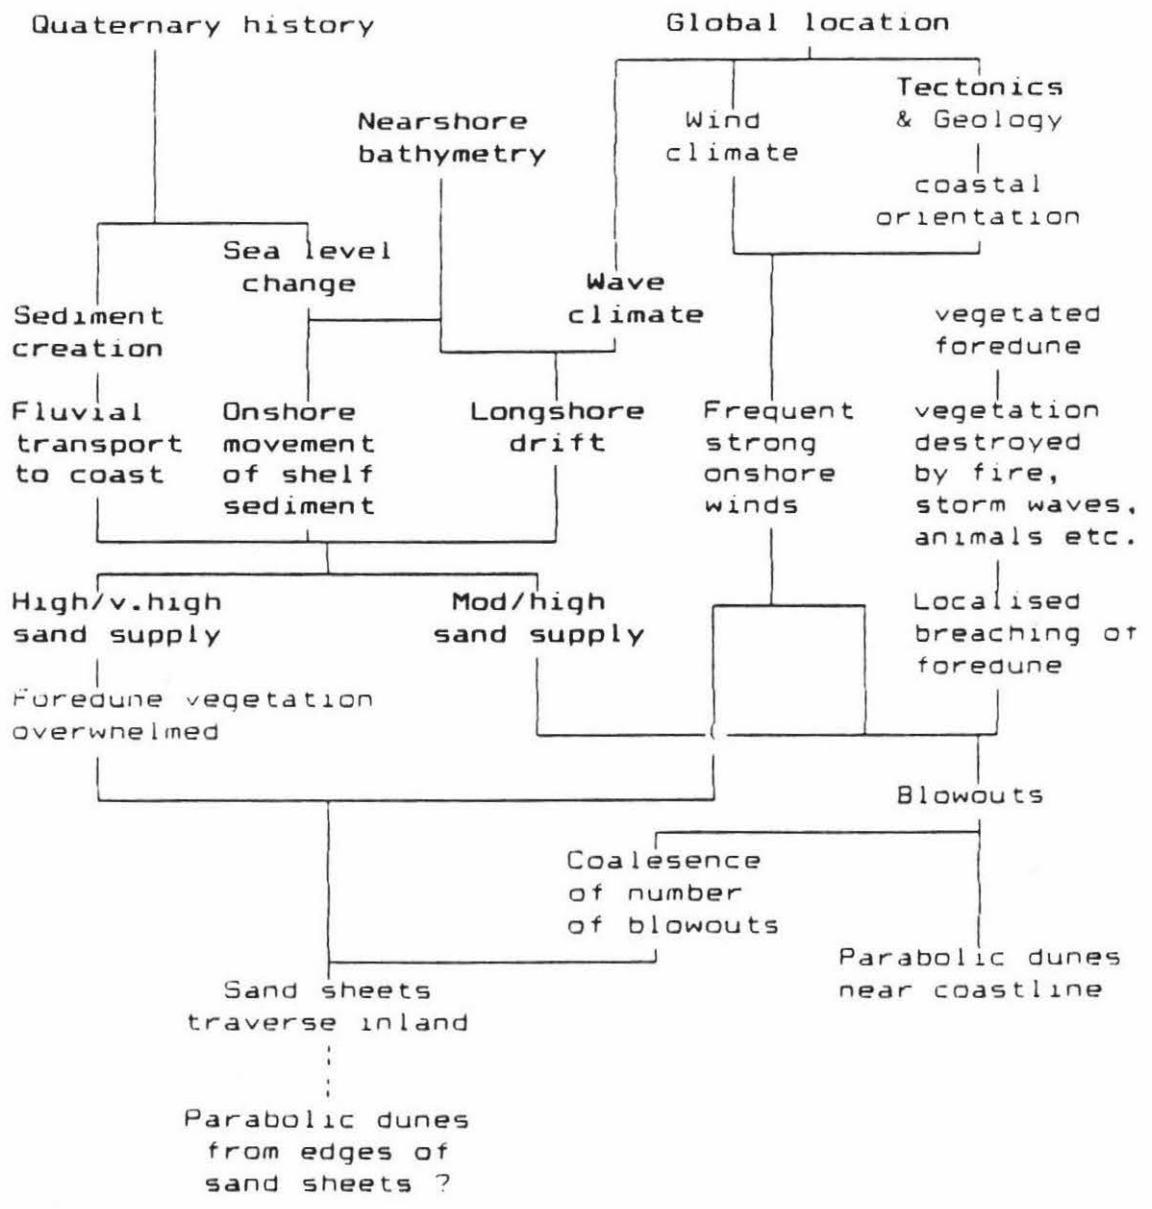 Quaternary history
Global location
Tectonics
& Geology
Nearshore
bathymetry
Wind
climate
coastal
orientation
Sea level
change
Wave
climate
Sediment
creation
vegetated
foredune
Fluvial
transport
to coast
Onshore
movement
of shelf
sediment
Longshore
drift
Frequent
strong
onshore
winds
vegetation
destroyed
by fire,
storm waves,
animals etc.
High/v.high
sand supply
Mod/high
sand supply
Localised
breaching of
foredune
Foredune vegetation
overwhelmed
Blowouts
Coalesence
of number
of blowouts
Parabolic dunes
near coastline
Sand sheets
traverse inland
Parabolic dunes
from edges of
sand sheets ?